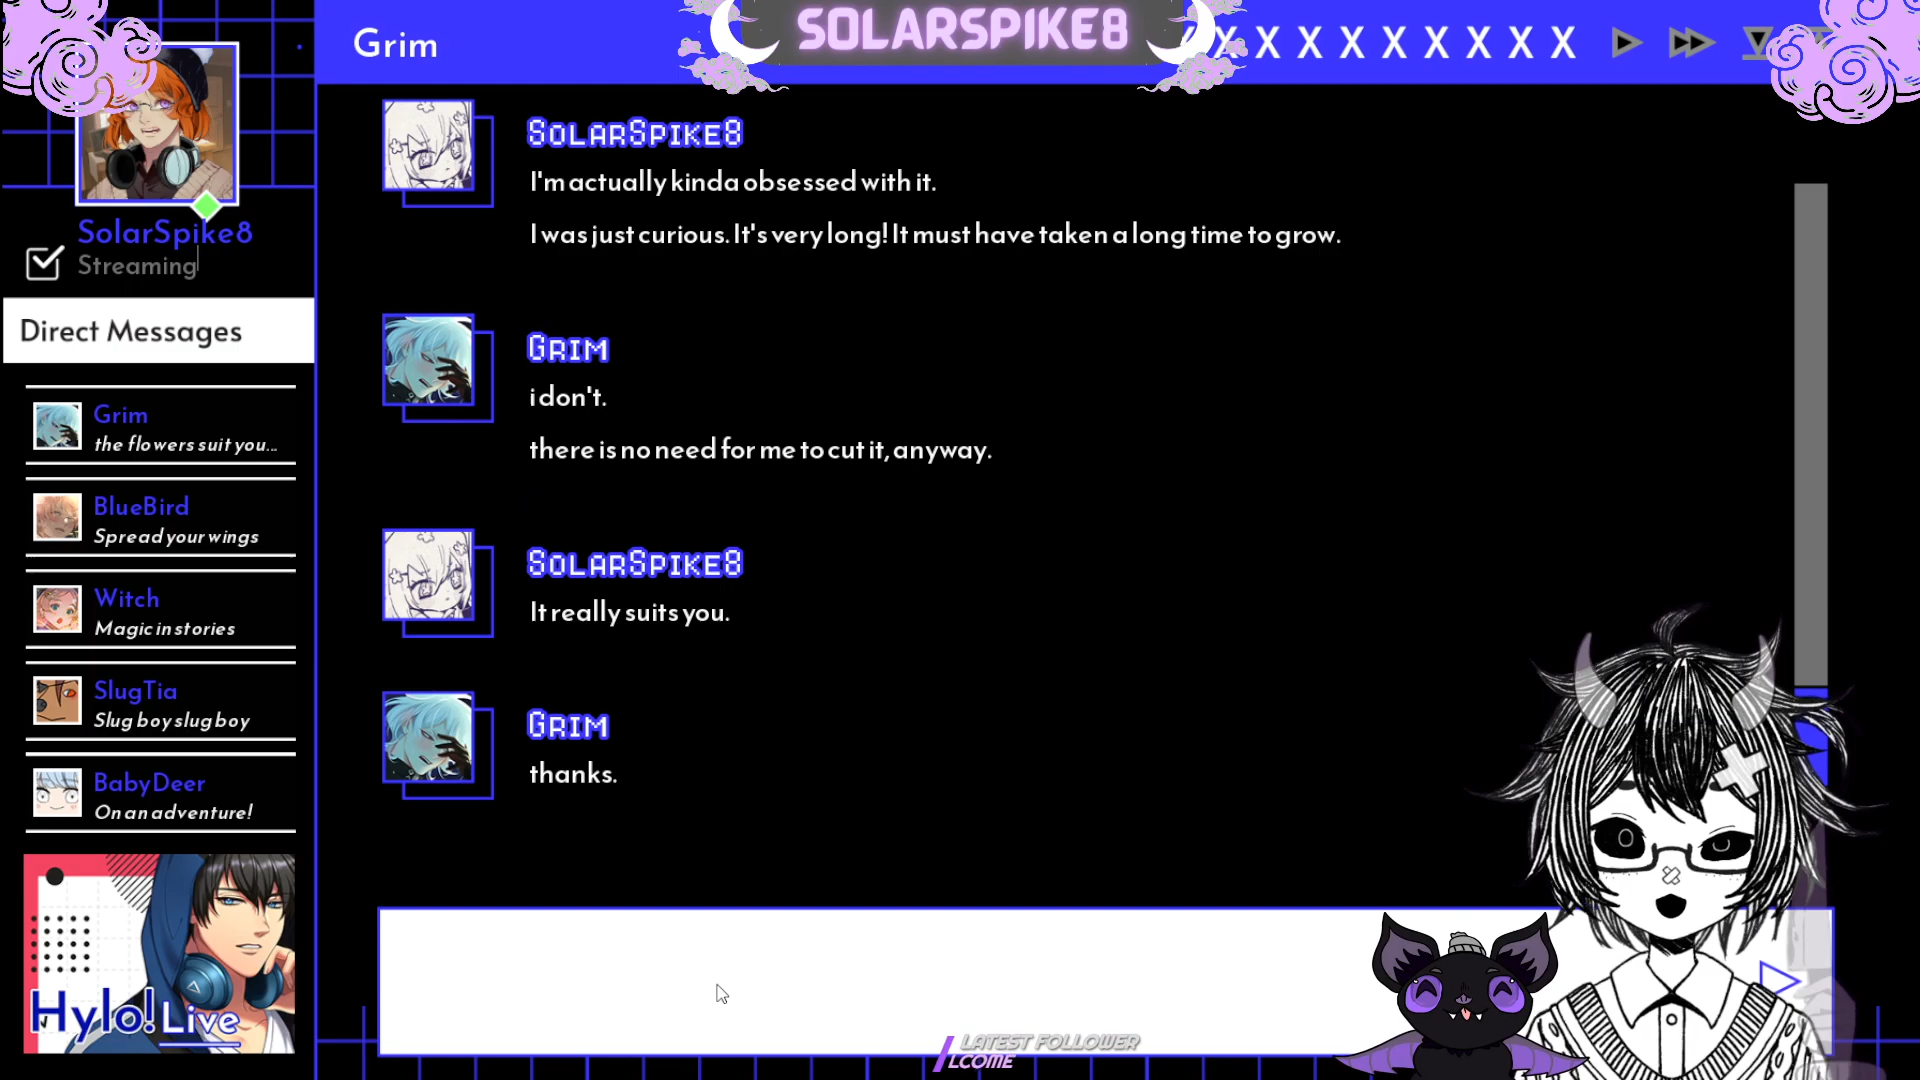 SolarSpike8
Streaming
Direct Messages
Grim
the flowers suit you...
BlueBird
Spread your wings
Witch
Magic in stories
SlugTia
Slug boy slug boy
BabyDeer
On an adventure!
Hylo! Live
Grim
SOLARSPIKE8
X X X X X X X X X
SolarSpike8
I'm actually kinda obsessed with it.
I was just curious. It's very long! It must have taken a long time to grow.
Grim
i don't.
there is no need for me to cut it, anyway.
SolarSpike8
It really suits you.
Grim
thanks.
LATEST FOLLOWER
LCOME